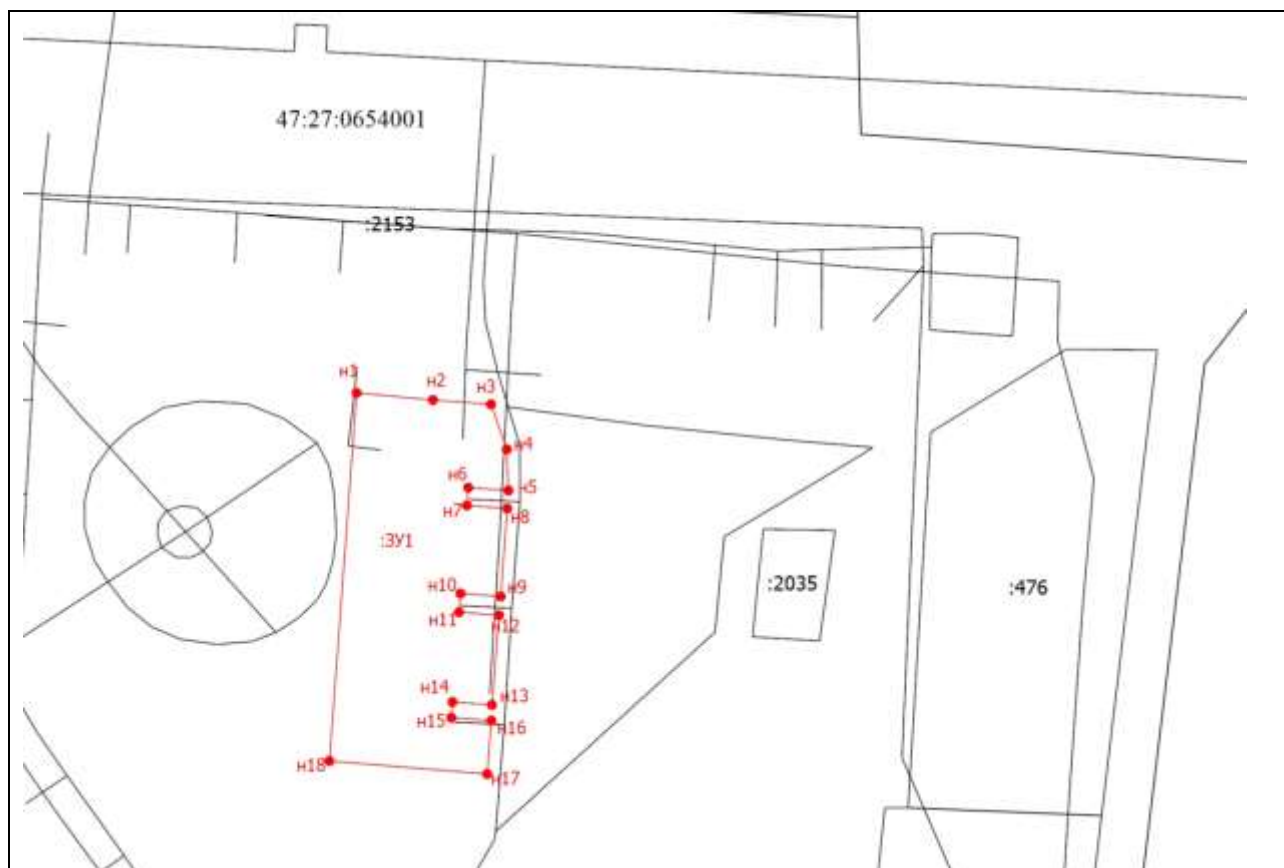 47:27:0654001
:2153
н1
н2
н3
н4
н6
н5
н7
н8
:ЗУ1
н10
н9
:2035
:476
н11
н12
н14
н13
н15
н16
н18
н17